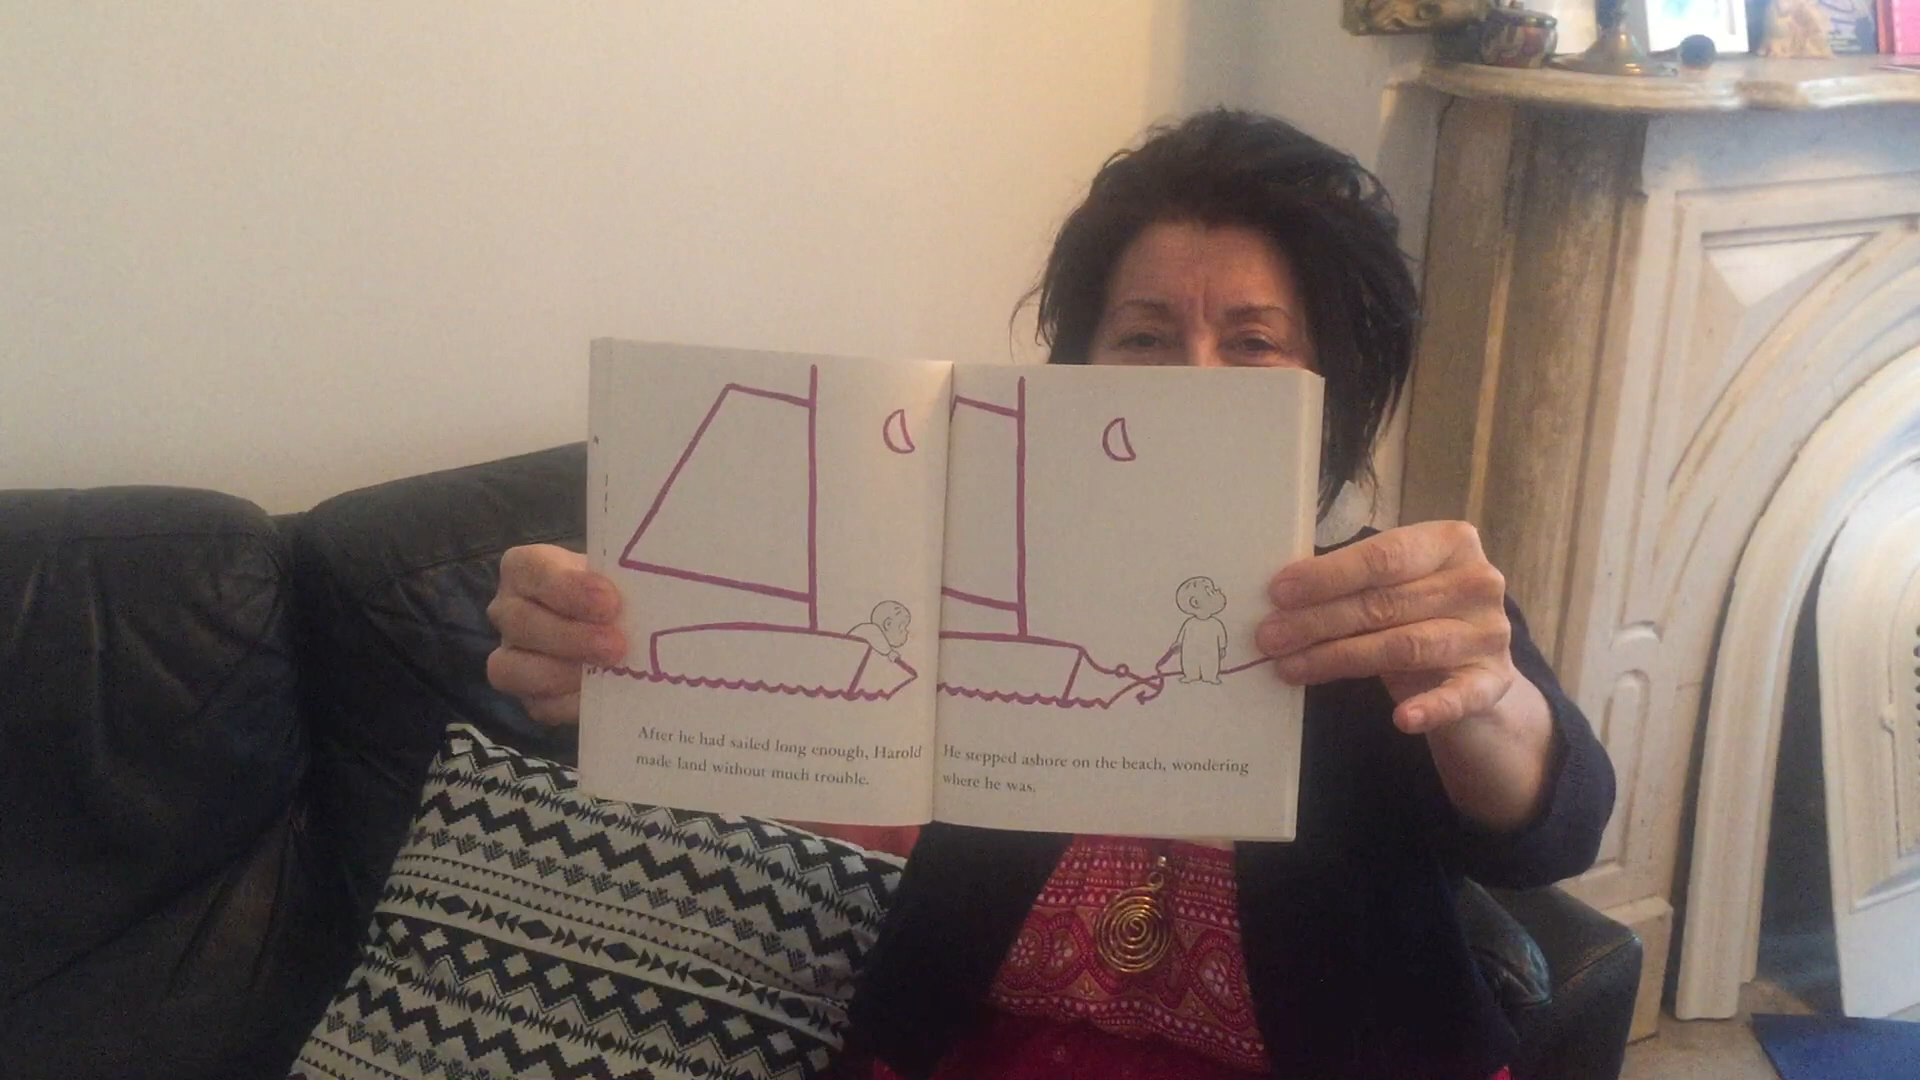 After he had sailed long enough, Harold
made land without much trouble.
He stepped ashore on the beach, wondering
where he was.